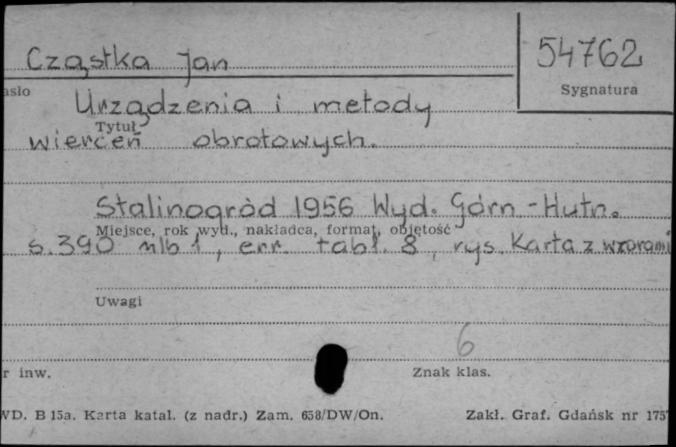 Cząstka Jan
54762
asło
Sygnatura
Urządzenia i metody
Tytuł
wierceń obrotowych.
Stalinogród 1956 Wyd. Górn-Hutn.
Miejsce, rok wyd., nakładca, format, objętość
s. 390 nlb 1, err. tabl. 8, rys. Karta z wzorami
Uwagi
6
r inw.
Znak klas.
WD. B 15a. Karta katal. (z nadr.) Zam. 658/DW/On.
Zakł. Graf. Gdańsk nr 175